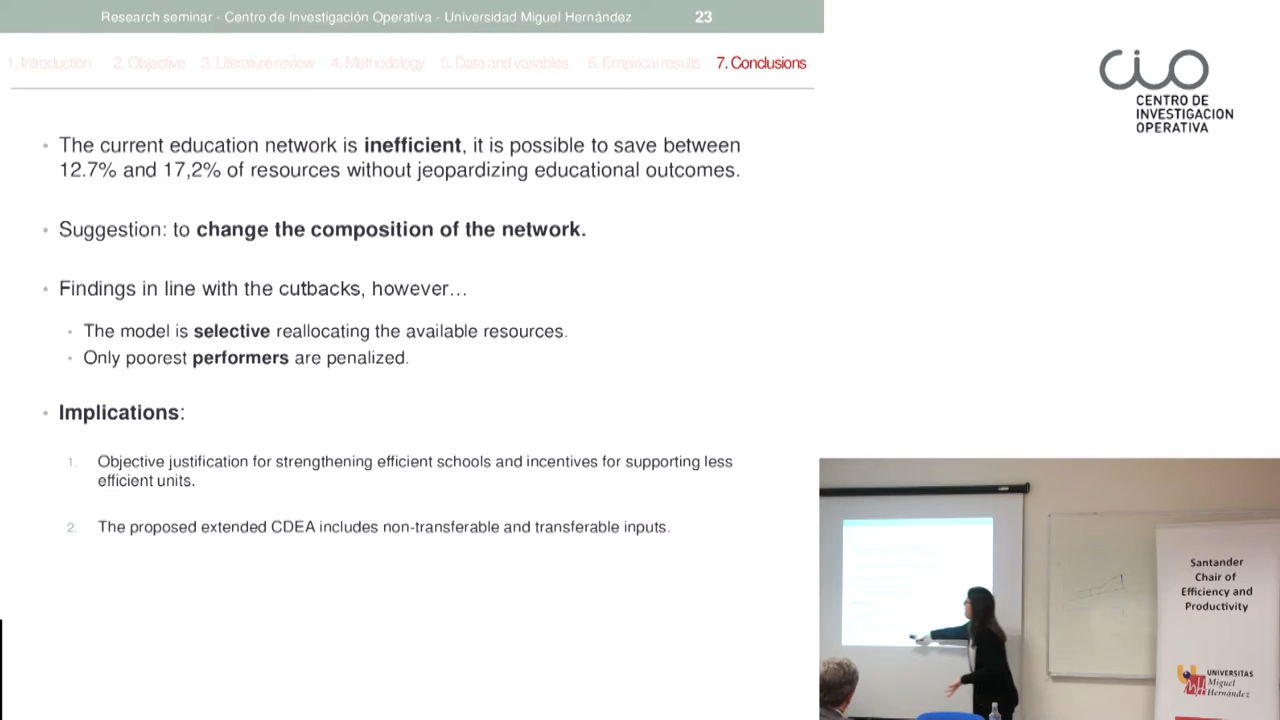 Research seminar - Centro de Investigación Operativa - Universidad Miguel Hernández 23
1. Introduction 2. Objective 3. Literature review 4. Methodology 5. Data and variables 6. Empirical results 7. Conclusions
CIO
CENTRO DE
INVESTIGACION
OPERATIVA
• The current education network is inefficient, it is possible to save between
12.7% and 17,2% of resources without jeopardizing educational outcomes.
• Suggestion: to change the composition of the network.
• Findings in line with the cutbacks, however…
• The model is selective reallocating the available resources.
• Only poorest performers are penalized.
• Implications:
1. Objective justification for strengthening efficient schools and incentives for supporting less
efficient units.
2. The proposed extended CDEA includes non-transferable and transferable inputs.
Santander
Chair of
Efficiency and
Productivity
UNIVERSITAS
Miguel
Hernández